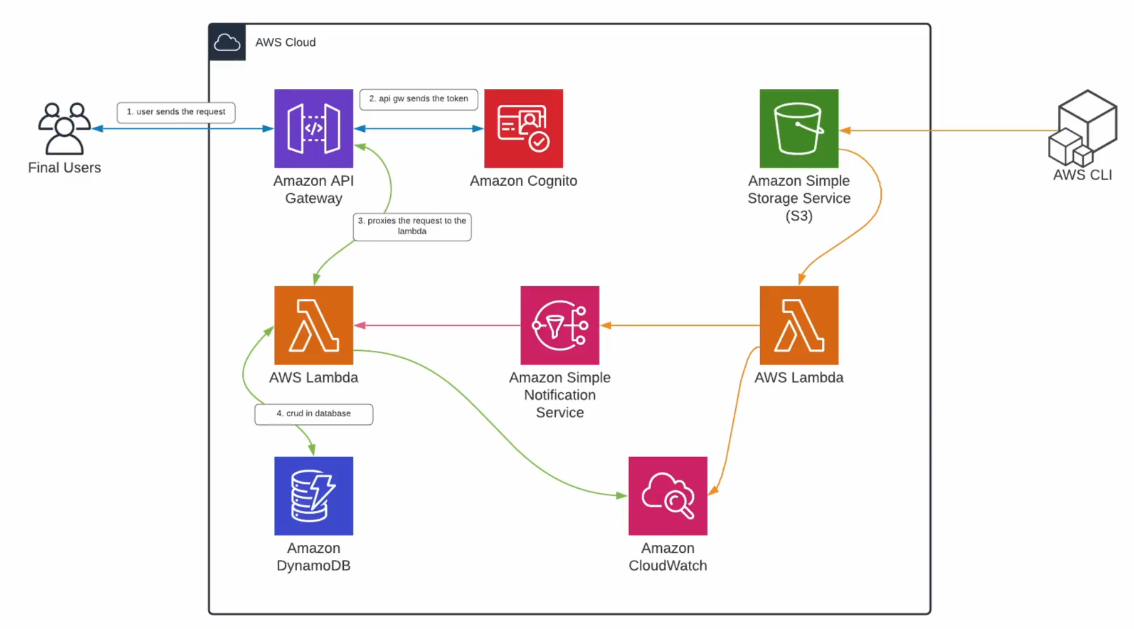 AWS Cloud
1. user sends the request
2. api gw sends the token
Final Users
Amazon API
Gateway
Amazon Cognito
Amazon Simple
Storage Service
(S3)
AWS CLI
3. proxies the request to the
lambda
AWS Lambda
Amazon Simple
Notification
Service
AWS Lambda
4. crud in database
Amazon
DynamoDB
Amazon
CloudWatch